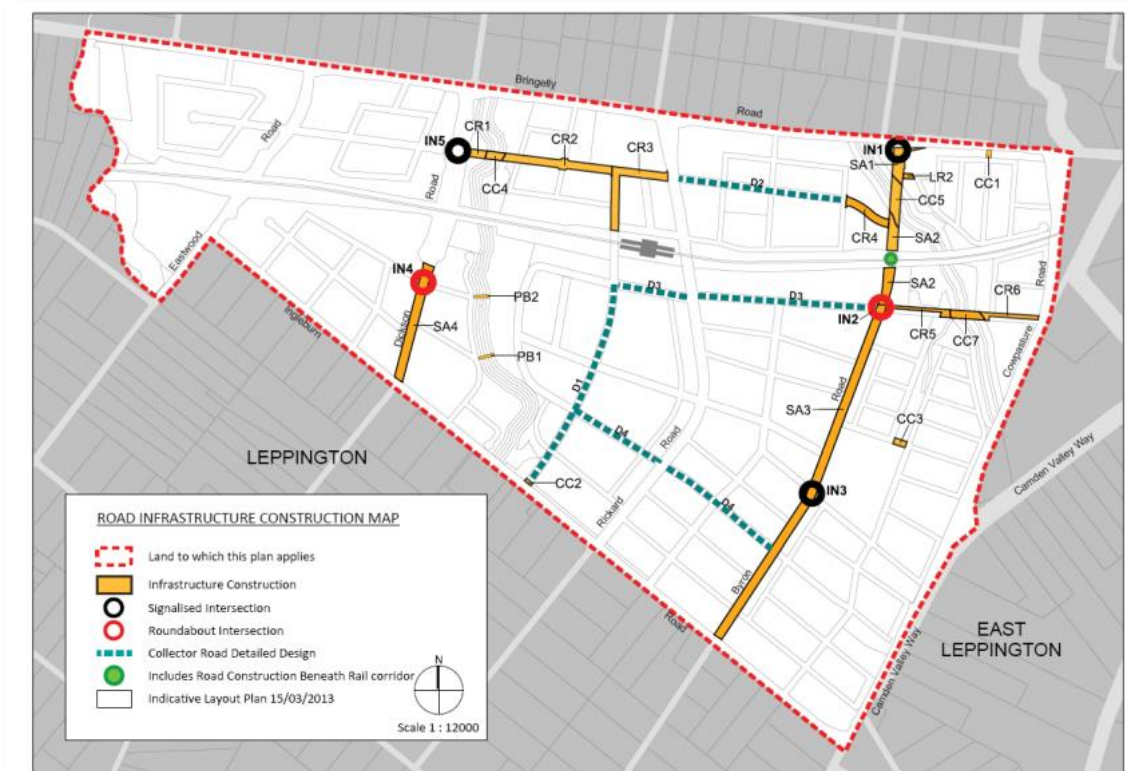 Bringelly
Road
IN5
CR1
CR2
CR3
CC4
Road
Road
Eastwood
D2
IN1
SA1
LR2
CC1
CC5
CR4
SA2
SA2
Road
IN4
Dickson
SA4
Ingleburn
PB2
PB1
D3
D3
IN2
CR5
CC7
CR6
Cowpasture
D1
D4
D4
CC2
Rickard
Road
SA3
Road
CC3
IN3
Byron
Road
Camden Valley Way
Camden Valley Way
LEPPINGTON
EAST
LEPPINGTON
ROAD INFRASTRUCTURE CONSTRUCTION MAP
Land to which this plan applies
Infrastructure Construction
Signalised Intersection
Roundabout Intersection
Collector Road Detailed Design
Includes Road Construction Beneath Rail corridor
Indicative Layout Plan 15/03/2013
N
Scale 1 : 12000